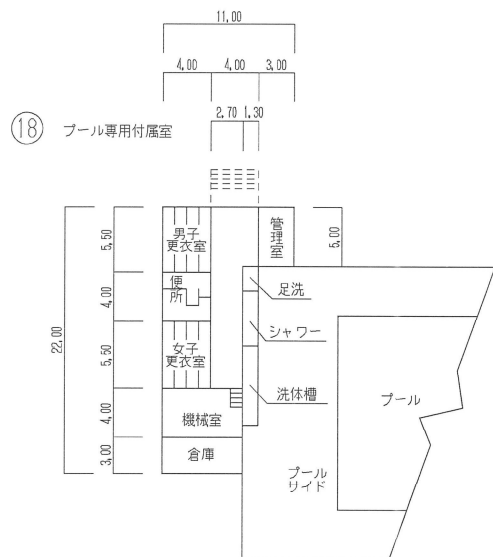 11,00
4,00 4,00 3,00
2.70 1.30
18 プール専用付属室
男子
更衣室
管理室
便所
足洗
シャワー
女子
更衣室
洗体槽
プール
機械室
倉庫
プール
サイド
22,00
5,50
4,00
5,50
4,00
3,00
5,00